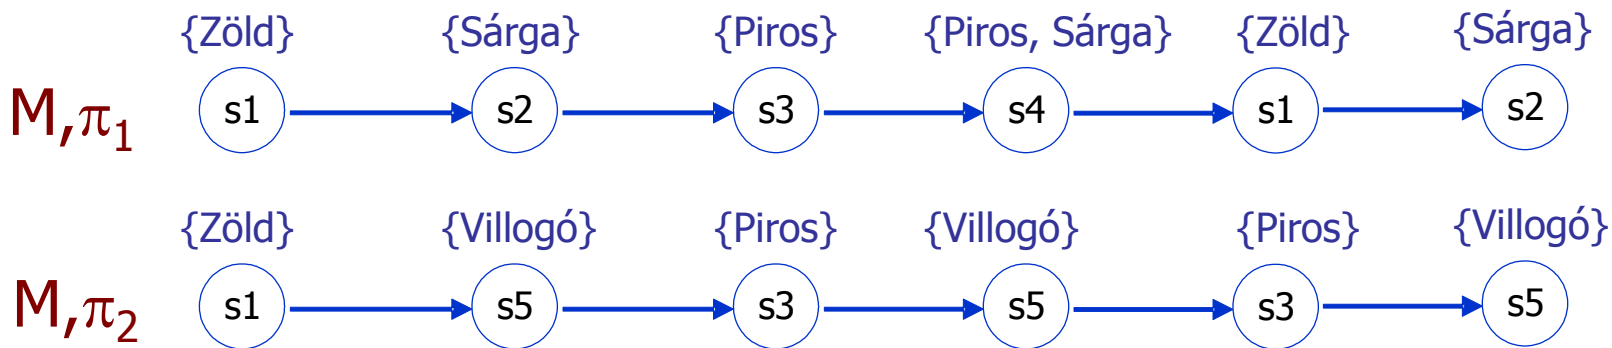 {Zöld} {Sárga} {Piros} {Piros, Sárga} {Zöld} {Sárga}
M,π1 s1 s2 s3 s4 s1 s2
{Zöld} {Villogó} {Piros} {Villogó} {Piros} {Villogó}
M,π2 s1 s5 s3 s5 s3 s5